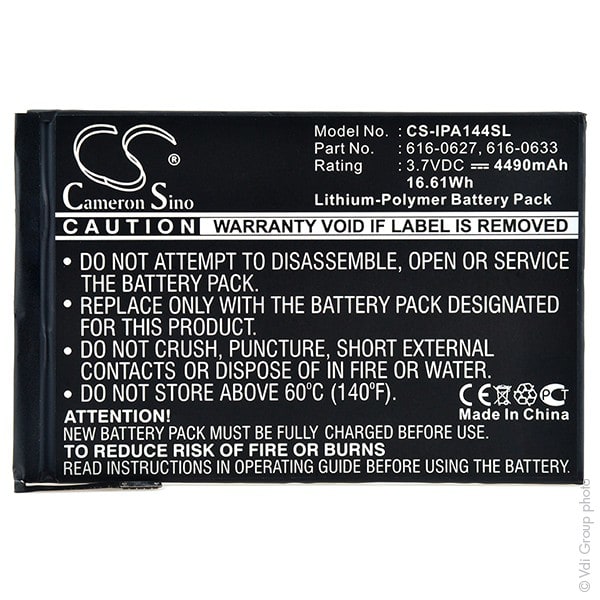 CS
®
Cameron Sino
Model No. : CS-IPA144SL
Part No. : 616-0627, 616-0633
Rating : 3.7VDC ⎓ 4490mAh
16.61Wh
Lithium-Polymer Battery Pack
CAUTION WARRANTY VOID IF LABEL IS REMOVED
• DO NOT ATTEMPT TO DISASSEMBLE, OPEN OR SERVICE
THE BATTERY PACK.
• REPLACE ONLY WITH THE BATTERY PACK DESIGNATED
FOR THIS PRODUCT.
• DO NOT CRUSH, PUNCTURE, SHORT EXTERNAL
CONTACTS OR DISPOSE OF IN FIRE OR WATER.
• DO NOT STORE ABOVE 60°C (140°F).
CE
PG
Made In China
ATTENTION!
NEW BATTERY PACK MUST BE FULLY CHARGED BEFORE USE
TO REDUCE RISK OF FIRE OR BURNS
READ INSTRUCTIONS IN OPERATING GUIDE BEFORE BATTERY USE
© Vdi Group photo